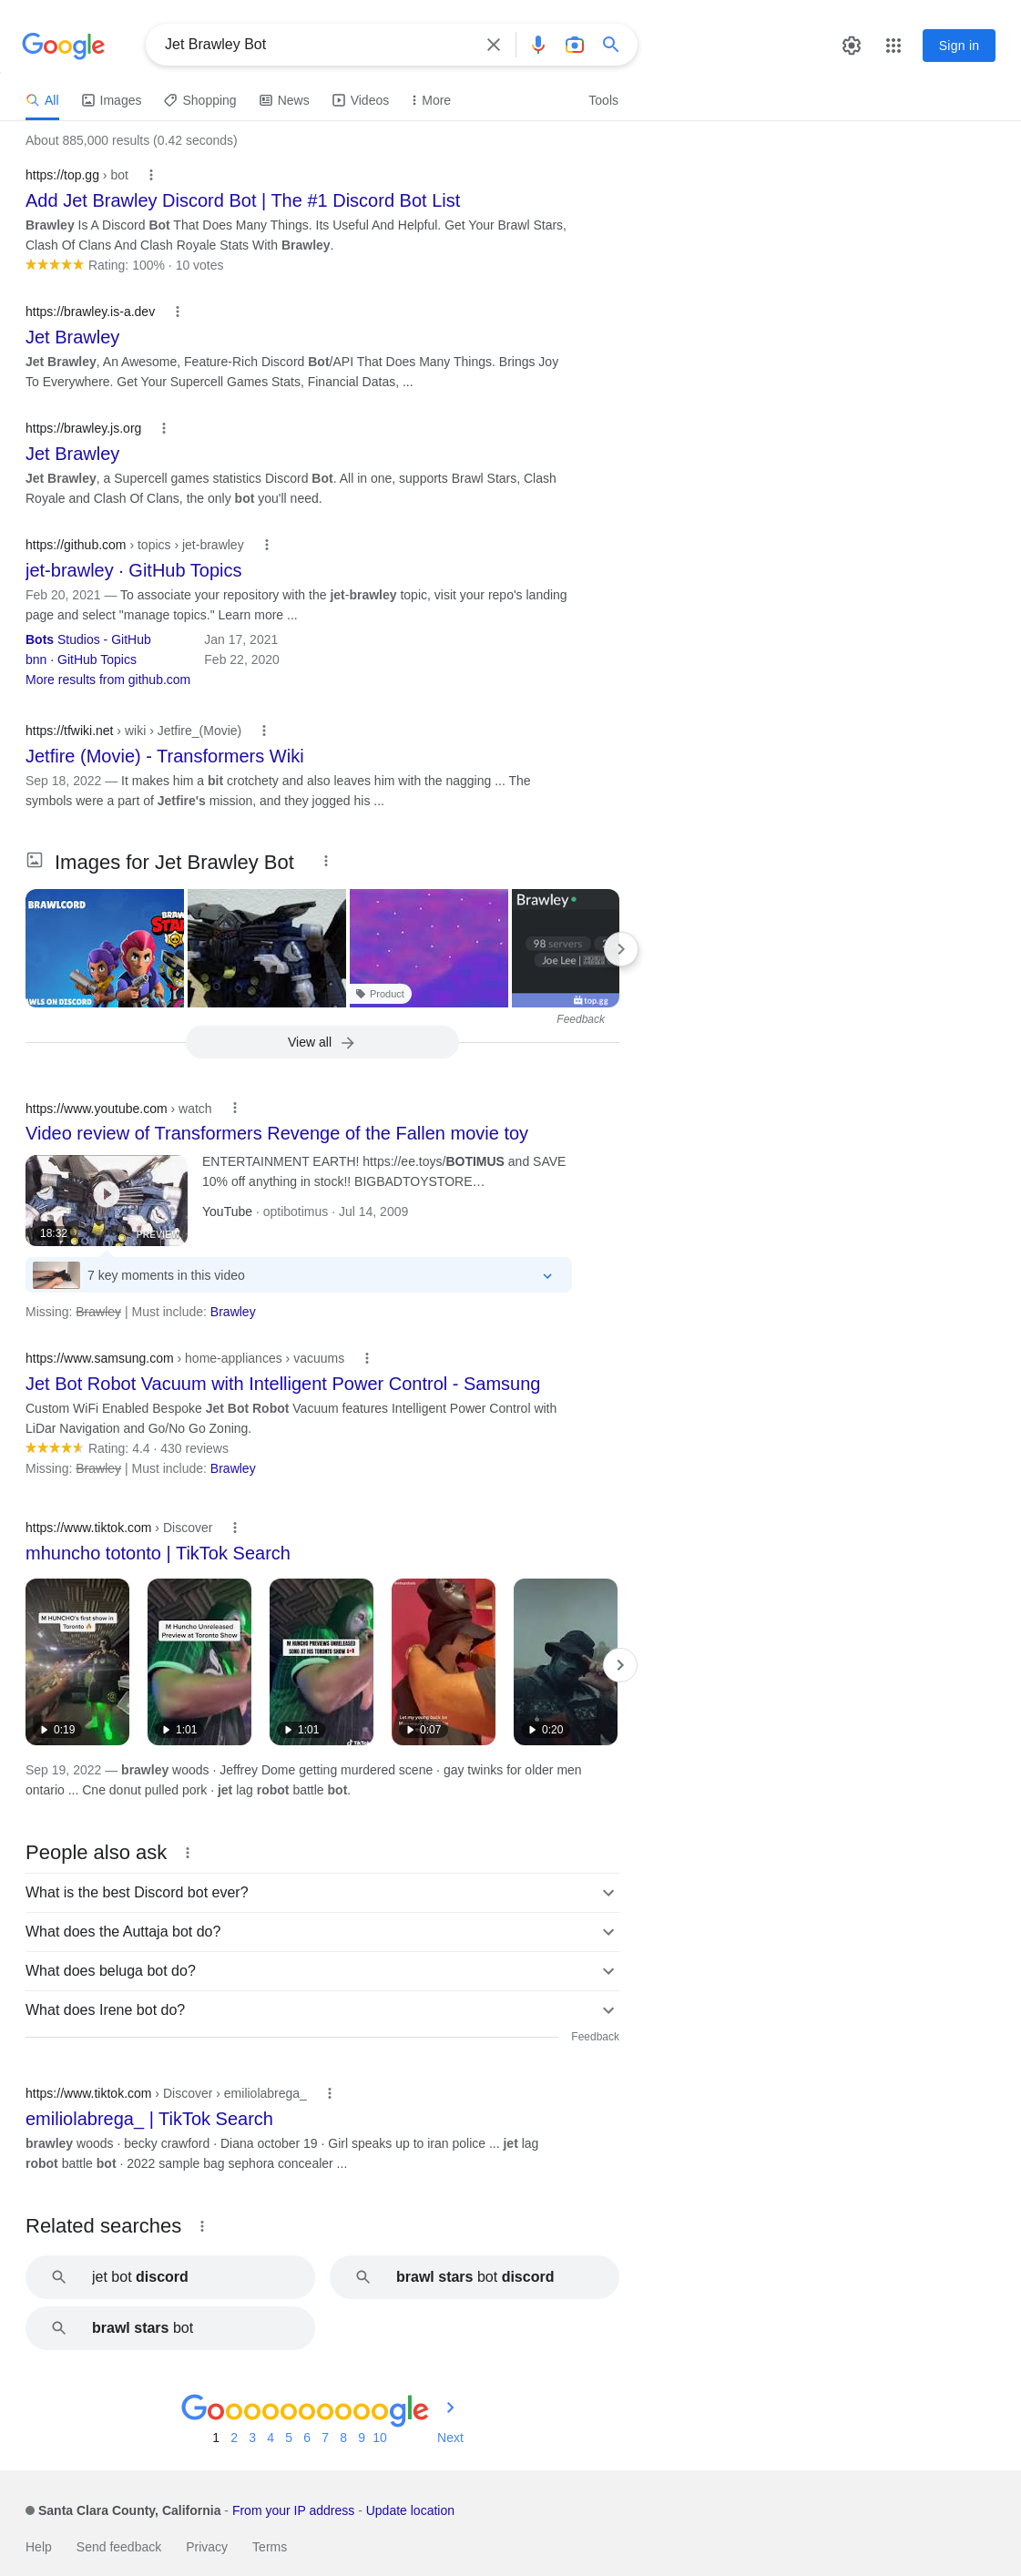 Google
Jet Brawley Bot
Sign in
All
Images
Shopping
News
Videos
More
Tools
About 885,000 results (0.42 seconds)
https://top.gg › bot
Add Jet Brawley Discord Bot | The #1 Discord Bot List
Brawley Is A Discord Bot That Does Many Things. Its Useful And Helpful. Get Your Brawl Stars,
Clash Of Clans And Clash Royale Stats With Brawley.
Rating: 100% · 10 votes
https://brawley.is-a.dev
Jet Brawley
Jet Brawley, An Awesome, Feature-Rich Discord Bot/API That Does Many Things. Brings Joy
To Everywhere. Get Your Supercell Games Stats, Financial Datas, ...
https://brawley.js.org
Jet Brawley
Jet Brawley, a Supercell games statistics Discord Bot. All in one, supports Brawl Stars, Clash
Royale and Clash Of Clans, the only bot you'll need.
https://github.com › topics › jet-brawley
jet-brawley · GitHub Topics
Feb 20, 2021 — To associate your repository with the jet-brawley topic, visit your repo's landing
page and select "manage topics." Learn more ...
Bots Studios - GitHub Jan 17, 2021
bnn · GitHub Topics Feb 22, 2020
More results from github.com
https://tfwiki.net › wiki › Jetfire_(Movie)
Jetfire (Movie) - Transformers Wiki
Sep 18, 2022 — It makes him a bit crotchety and also leaves him with the nagging ... The
symbols were a part of Jetfire's mission, and they jogged his ...
Images for Jet Brawley Bot
BRAWLCORD
BRAW
STA
WLS ON DISCORD
Product
Brawley
98 servers
Joe Lee |
top.gg
Feedback
View all
https://www.youtube.com › watch
Video review of Transformers Revenge of the Fallen movie toy
ENTERTAINMENT EARTH! https://ee.toys/BOTIMUS and SAVE
10% off anything in stock!! BIGBADTOYSTORE…
YouTube · optibotimus · Jul 14, 2009
18:32
PREVIEW
7 key moments in this video
Missing: Brawley | Must include: Brawley
https://www.samsung.com › home-appliances › vacuums
Jet Bot Robot Vacuum with Intelligent Power Control - Samsung
Custom WiFi Enabled Bespoke Jet Bot Robot Vacuum features Intelligent Power Control with
LiDar Navigation and Go/No Go Zoning.
Rating: 4.4 · 430 reviews
Missing: Brawley | Must include: Brawley
https://www.tiktok.com › Discover
mhuncho totonto | TikTok Search
M HUNCHO's first show in
Toronto 🔥
0:19
M Huncho Unreleased
Preview at Toronto Show
1:01
M HUNCHO PREVIEWS UNRELEASED
SONG AT HIS TORONTO SHOW
1:01
0:07
0:20
Sep 19, 2022 — brawley woods · Jeffrey Dome getting murdered scene · gay twinks for older men
ontario ... Cne donut pulled pork · jet lag robot battle bot.
People also ask
What is the best Discord bot ever?
What does the Auttaja bot do?
What does beluga bot do?
What does Irene bot do?
Feedback
https://www.tiktok.com › Discover › emiliolabrega_
emiliolabrega_ | TikTok Search
brawley woods · becky crawford · Diana october 19 · Girl speaks up to iran police ... jet lag
robot battle bot · 2022 sample bag sephora concealer ...
Related searches
jet bot discord
brawl stars bot discord
brawl stars bot
Goooooooooogle
1 2 3 4 5 6 7 8 9 10 Next
Santa Clara County, California - From your IP address - Update location
Help Send feedback Privacy Terms